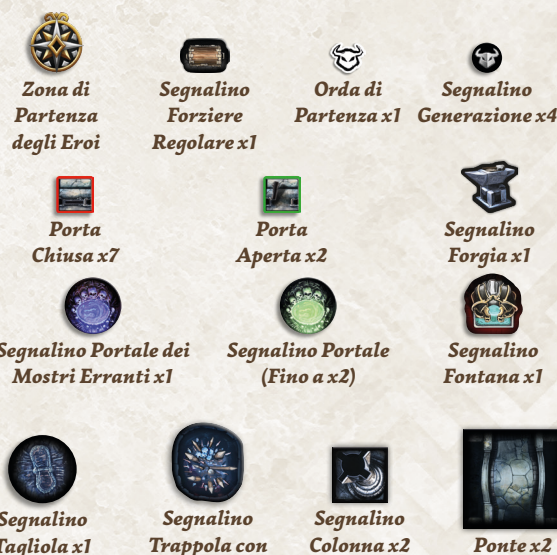 Zona di
Partenza
degli Eroi
Segnalino
Forziere
Regolare x1
Orda di
Partenza x1
Segnalino
Generazione x4
Porta
Chiusa x7
Porta
Aperta x2
Segnalino
Forgia x1
Segnalino Portale dei
Mostri Erranti x1
Segnalino Portale
(Fino a x2)
Segnalino
Fontana x1
Segnalino
Tagliola x1
Segnalino
Trappola con
Segnalino
Colonna x2
Ponte x2